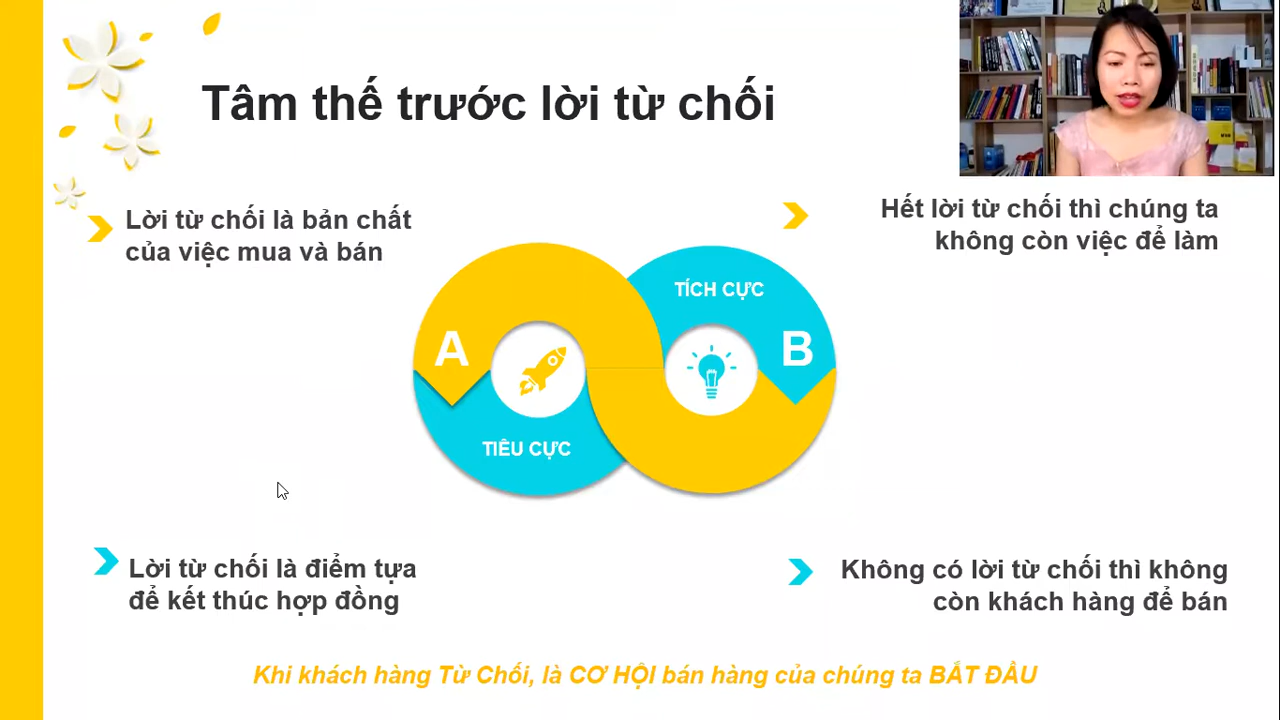 Tâm thế trước lời từ chối
Lời từ chối là bản chất
của việc mua và bán
Hết lời từ chối thì chúng ta
không còn việc để làm
TÍCH CỰC
A
B
TIÊU CỰC
Lời từ chối là điểm tựa
để kết thúc hợp đồng
Không có lời từ chối thì không
còn khách hàng để bán
Khi khách hàng Từ Chối, là CƠ HỘI bán hàng của chúng ta BẮT ĐẦU